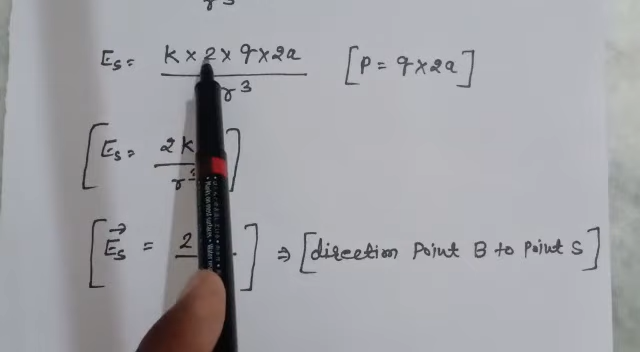 r3
Es = K × 2 × q × 2a / r3 [P = q × 2a]
[Es = 2K / r]
[Es = 2] ⇒ [direction Point B to Point S]